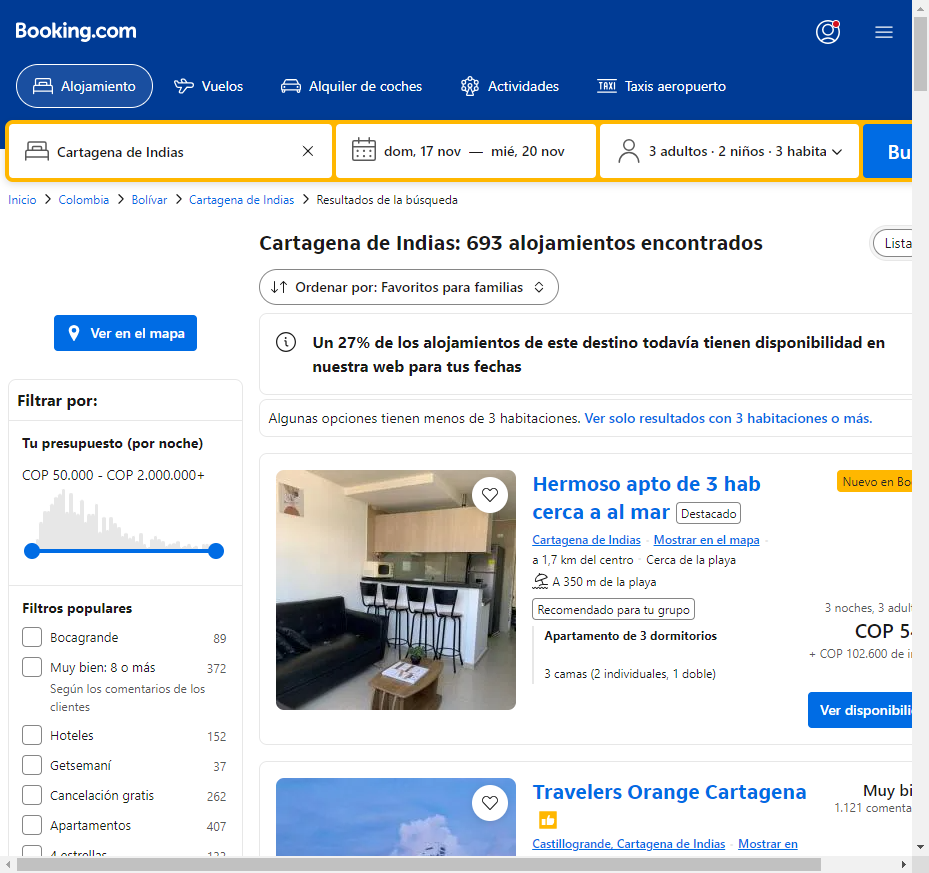 Booking.com
Alojamiento
Vuelos
Alquiler de coches
Actividades
TAXI Taxis aeropuerto
Cartagena de Indias
dom, 17 nov — mié, 20 nov
3 adultos · 2 niños · 3 habita
Bu
Inicio > Colombia > Bolívar > Cartagena de Indias > Resultados de la búsqueda
Cartagena de Indias: 693 alojamientos encontrados
Lista
Ordenar por: Favoritos para familias
Ver en el mapa
Un 27% de los alojamientos de este destino todavía tienen disponibilidad en
nuestra web para tus fechas
Algunas opciones tienen menos de 3 habitaciones. Ver solo resultados con 3 habitaciones o más.
Filtrar por:
Tu presupuesto (por noche)
COP 50.000 - COP 2.000.000+
Filtros populares
Bocagrande 89
Muy bien: 8 o más 372
Según los comentarios de los
clientes
Hoteles 152
Getsemaní 37
Cancelación gratis 262
Apartamentos 407
4 estrellas 122
Hermoso apto de 3 hab
cerca a al mar Destacado
Nuevo en Bo
Cartagena de Indias · Mostrar en el mapa ·
a 1,7 km del centro · Cerca de la playa
A 350 m de la playa
Recomendado para tu grupo
Apartamento de 3 dormitorios
3 camas (2 individuales, 1 doble)
3 noches, 3 adult
COP 54
+ COP 102.600 de i
Ver disponibili
Travelers Orange Cartagena
Muy bi
1.121 comenta
Castillogrande, Cartagena de Indias · Mostrar en